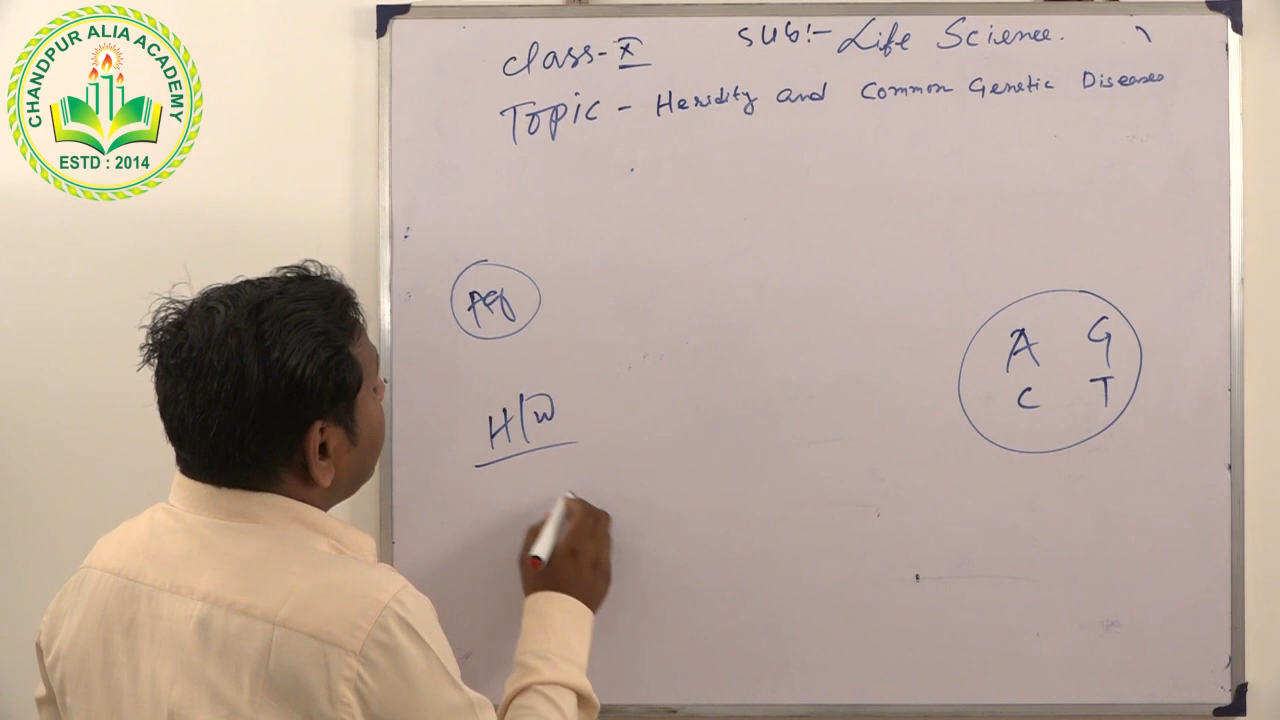 CHANDPUR ALIA ACADEMY
ESTD : 2014
Class-X Sub:- Life Science.
Topic - Heridity and Common Genetic Diseases
A G
C T
H/W